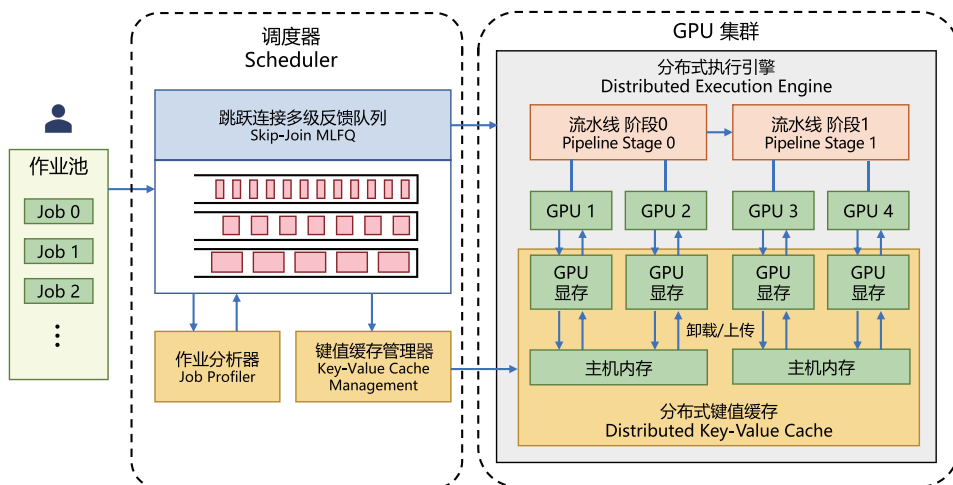 作业池
Job 0
Job 1
Job 2
⋮
调度器
Scheduler
跳跃连接多级反馈队列
Skip-Join MLFQ
作业分析器
Job Profiler
键值缓存管理器
Key-Value Cache
Management
GPU 集群
分布式执行引擎
Distributed Execution Engine
流水线 阶段0
Pipeline Stage 0
流水线 阶段1
Pipeline Stage 1
GPU 1
GPU 2
GPU 3
GPU 4
GPU
显存
GPU
显存
GPU
显存
GPU
显存
卸载/上传
主机内存
主机内存
分布式键值缓存
Distributed Key-Value Cache